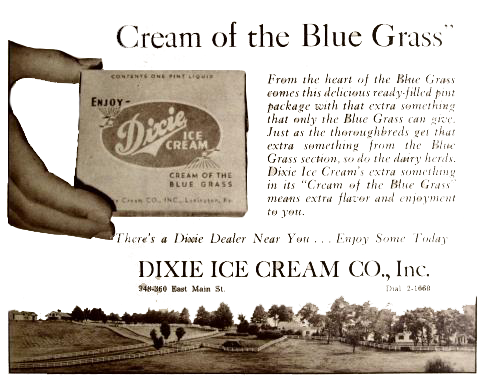 Cream of the Blue Grass"
CONTENTS ONE PINT LIQUID
ENJOY-
Dixie
ICE
CREAM
CREAM OF THE
BLUE GRASS
Cream CO., INC., Lexington, Ky.
From the heart of the Blue Grass
comes this delicious ready-filled pint
package with that extra something
that only the Blue Grass can give.
Just as the thoroughbreds get that
extra something from the Blue
Grass section, so do the dairy herds.
Dixie Ice Cream's extra something
in its "Cream of the Blue Grass"
means extra flavor and enjoyment
to you.
There's a Dixie Dealer Near You . . . Enjoy Some Today
DIXIE ICE CREAM CO., Inc.
East Main St.
Dial 2-1660